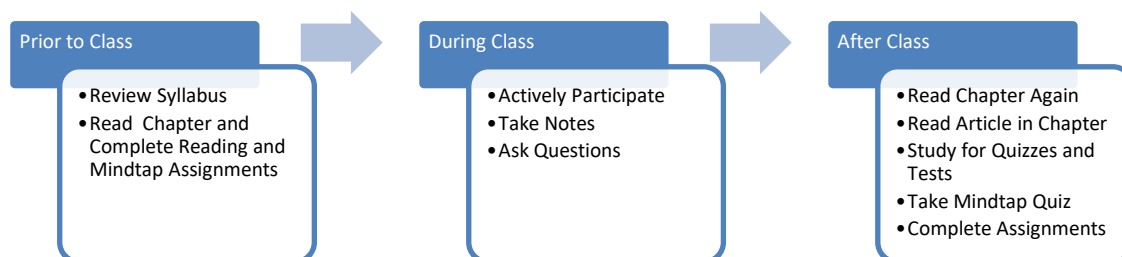 Prior to Class
•Review Syllabus
•Read Chapter and
Complete Reading and
Mindtap Assignments
During Class
•Actively Participate
•Take Notes
•Ask Questions
After Class
•Read Chapter Again
•Read Article in Chapter
•Study for Quizzes and
Tests
•Take Mindtap Quiz
•Complete Assignments